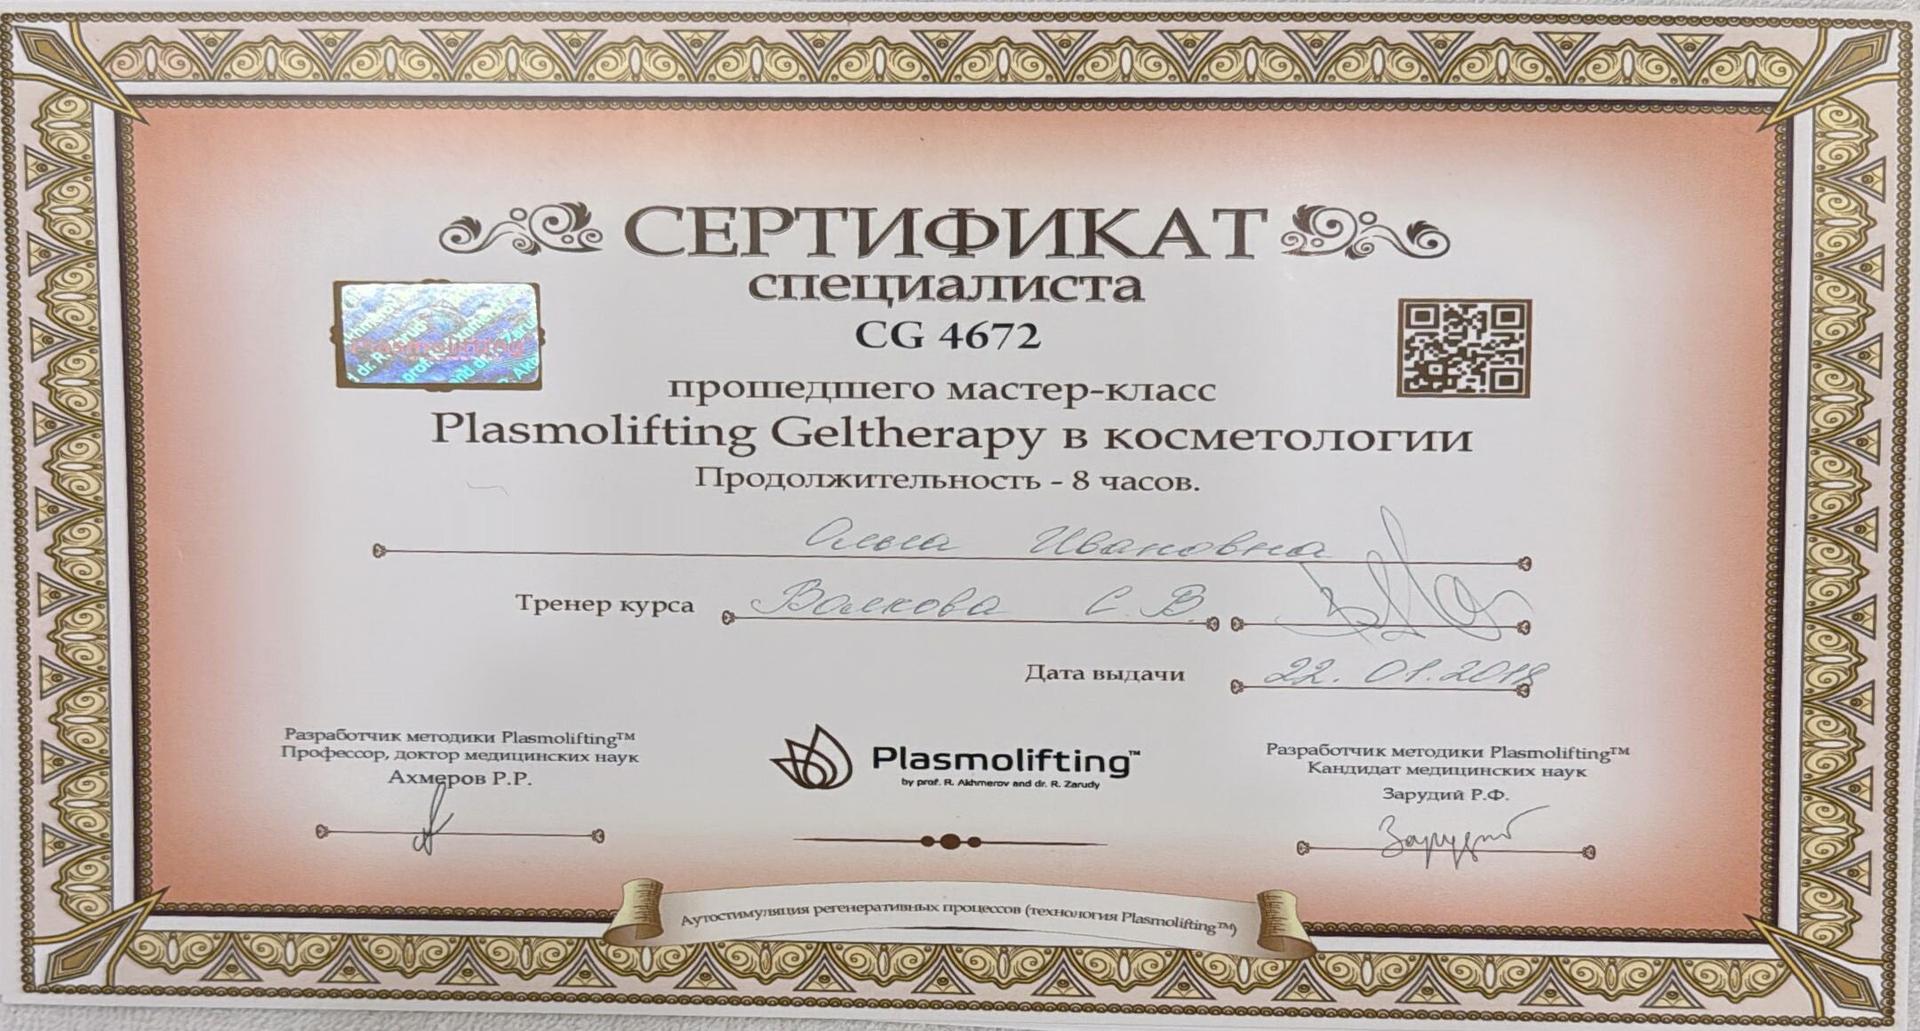 СЕРТИФИКАТ
специалиста
CG 4672
прошедшего мастер-класс
Plasmolifting Geltherapy в косметологии
Продолжительность - 8 часов.
Ольга Ивановна
Тренер курса Волкова С. В.
Дата выдачи 22.01.2018
Разработчик методики Plasmolifting™
Профессор, доктор медицинских наук
Ахмеров Р.Р.
Plasmolifting™
by prof. R. Akhmerov and dr. R. Zarudy
Разработчик методики Plasmolifting™
Кандидат медицинских наук
Зарудий Р.Ф.
Аутостимуляция регенеративных процессов (технология Plasmolifting™)